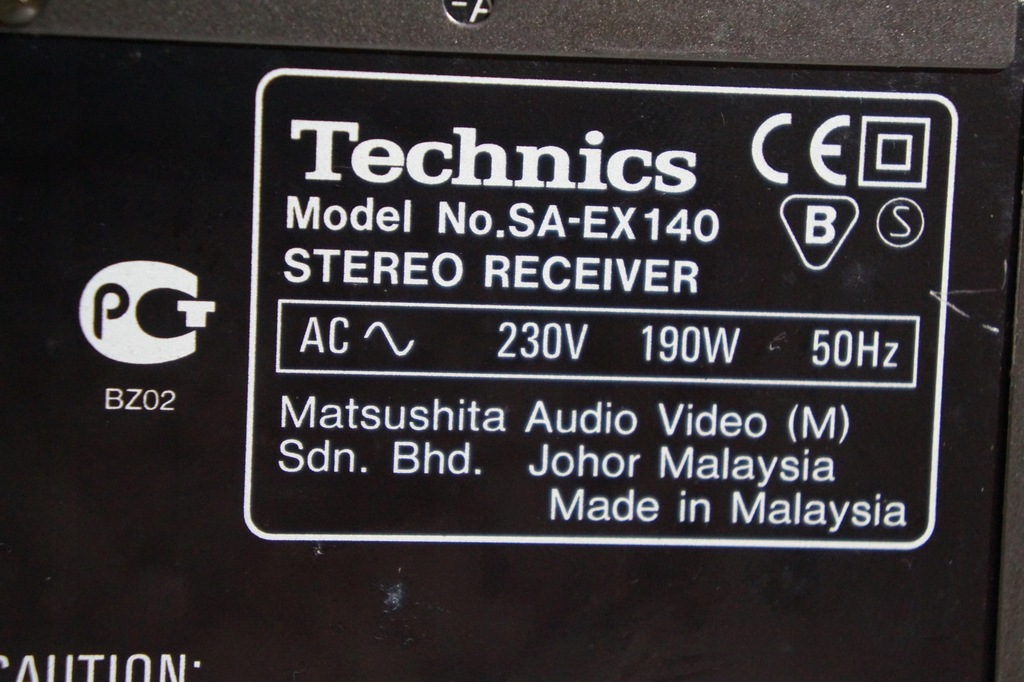 Technics CE
Model No.SA-EX140 B S
STEREO RECEIVER
AC 230V 190W 50Hz
PCT
BZ02
Matsushita Audio Video (M)
Sdn. Bhd. Johor Malaysia
Made in Malaysia
CAUTION: